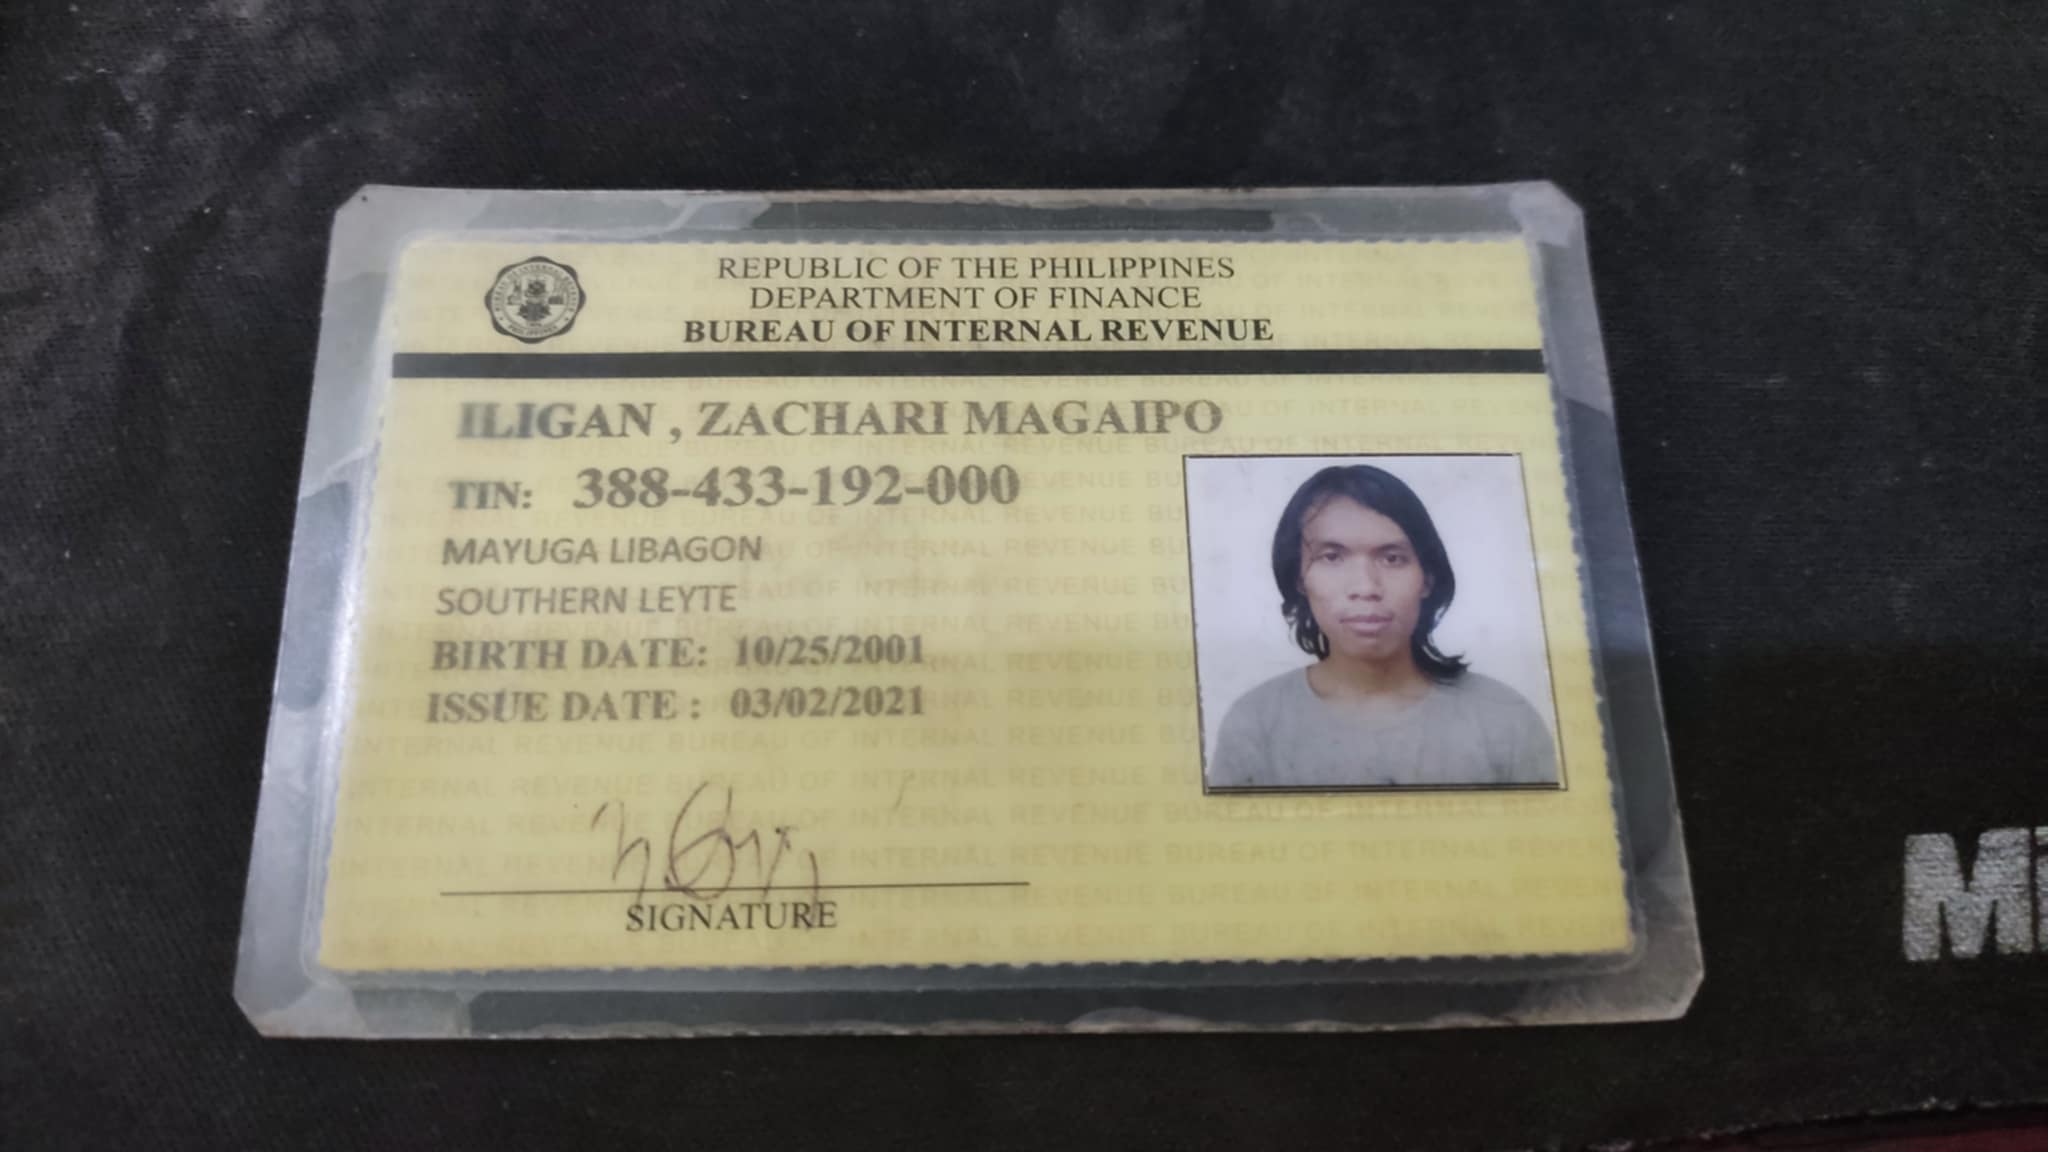 REPUBLIC OF THE PHILIPPINES
DEPARTMENT OF FINANCE
BUREAU OF INTERNAL REVENUE
ILIGAN , ZACHARI MAGAIPO
TIN: 388-433-192-000
MAYUGA LIBAGON
SOUTHERN LEYTE
BIRTH DATE: 10/25/2001
ISSUE DATE : 03/02/2021
SIGNATURE